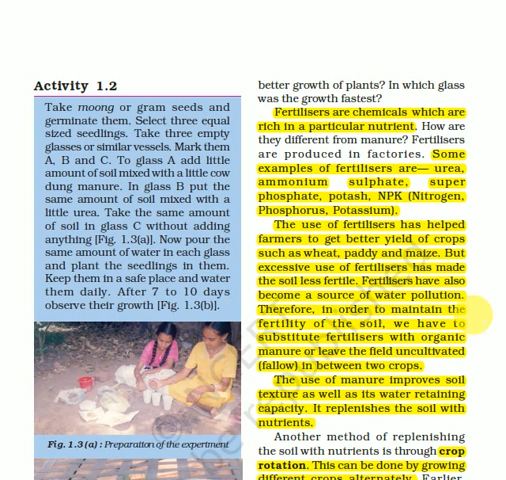 Activity 1.2
Take moong or gram seeds and
germinate them. Select three equal
sized seedlings. Take three empty
glasses or similar vessels. Mark them
A, B and C. To glass A add little
amount of soil mixed with a little cow
dung manure. In glass B put the
same amount of soil mixed with a
little urea. Take the same amount
of soil in glass C without adding
anything [Fig. 1.3(a)]. Now pour the
same amount of water in each glass
and plant the seedlings in them.
Keep them in a safe place and water
them daily. After 7 to 10 days
observe their growth [Fig. 1.3(b)].
Fig. 1.3 (a) : Preparation of the experiment
better growth of plants? In which glass
was the growth fastest?
Fertilisers are chemicals which are
rich in a particular nutrient. How are
they different from manure? Fertilisers
are produced in factories. Some
examples of fertilisers are— urea,
ammonium sulphate, super
phosphate, potash, NPK (Nitrogen,
Phosphorus, Potassium).
The use of fertilisers has helped
farmers to get better yield of crops
such as wheat, paddy and maize. But
excessive use of fertilisers has made
the soil less fertile. Fertilisers have also
become a source of water pollution.
Therefore, in order to maintain the
fertility of the soil, we have to
substitute fertilisers with organic
manure or leave the field uncultivated
(fallow) in between two crops.
The use of manure improves soil
texture as well as its water retaining
capacity. It replenishes the soil with
nutrients.
Another method of replenishing
the soil with nutrients is through crop
rotation. This can be done by growing
different crops alternately. Earlier,